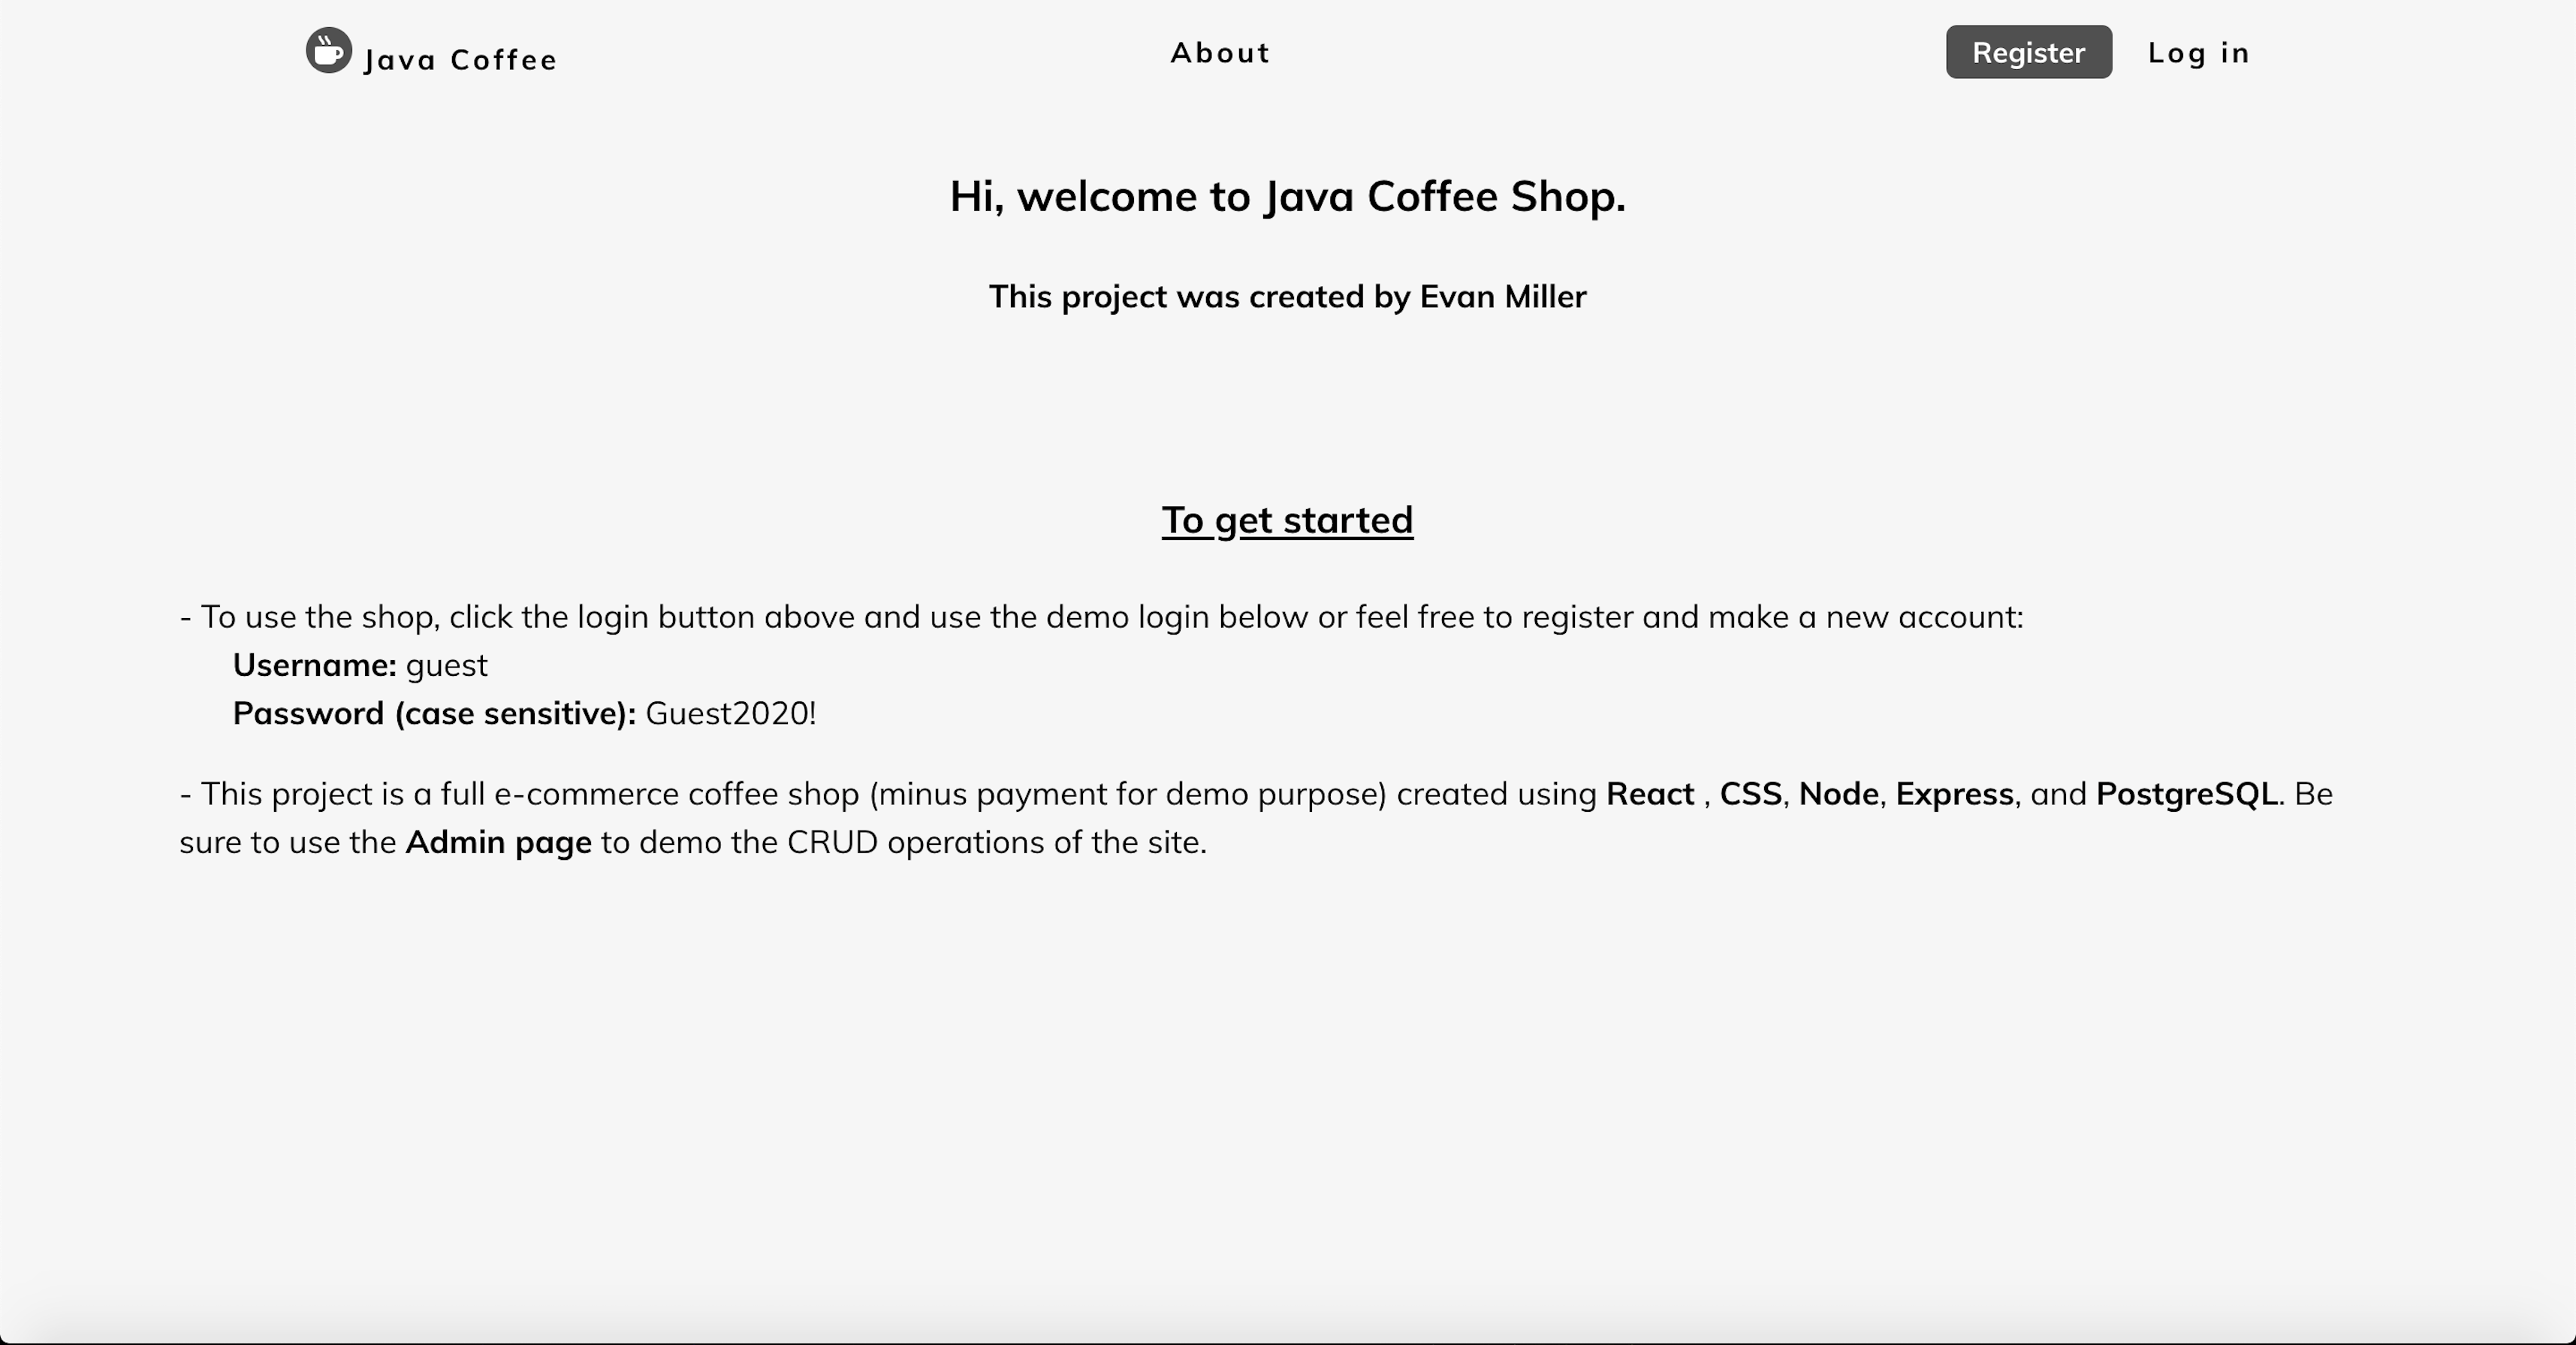 Java Coffee
About
Register
Log in
Hi, welcome to Java Coffee Shop.
This project was created by Evan Miller
To get started
- To use the shop, click the login button above and use the demo login below or feel free to register and make a new account:
Username: guest
Password (case sensitive): Guest2020!
- This project is a full e-commerce coffee shop (minus payment for demo purpose) created using React , CSS, Node, Express, and PostgreSQL. Be
sure to use the Admin page to demo the CRUD operations of the site.